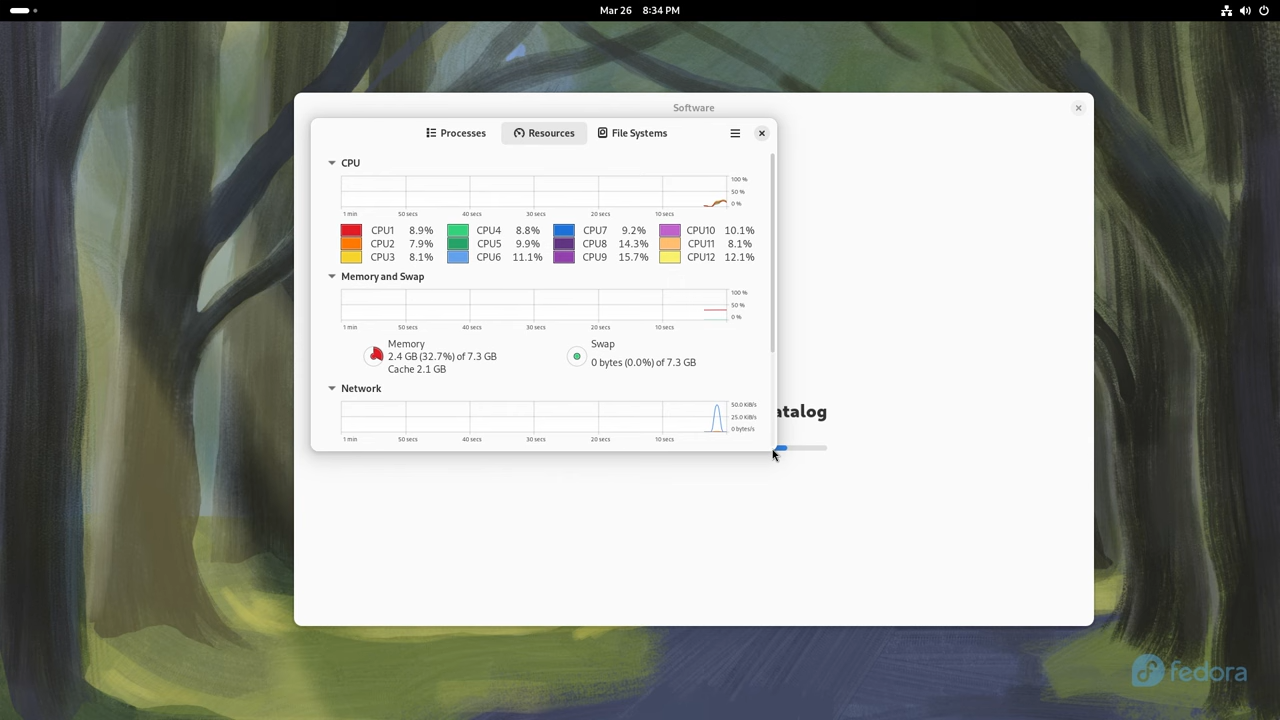 Mar 26 8:34 PM
Software
Processes Resources File Systems
CPU
100 %
50 %
0 %
1 min 50 secs 40 secs 30 secs 20 secs 10 secs
CPU1 8.9% CPU4 8.8% CPU7 9.2% CPU10 10.1%
CPU2 7.9% CPU5 9.9% CPU8 14.3% CPU11 8.1%
CPU3 8.1% CPU6 11.1% CPU9 15.7% CPU12 12.1%
Memory and Swap
100 %
50 %
0 %
1 min 50 secs 40 secs 30 secs 20 secs 10 secs
Memory
2.4 GB (32.7%) of 7.3 GB
Cache 2.1 GB
Swap
0 bytes (0.0%) of 7.3 GB
Network
50.0 KiB/s
25.0 KiB/s
0 bytes/s
1 min 50 secs 40 secs 30 secs 20 secs 10 secs
atalog
fedora